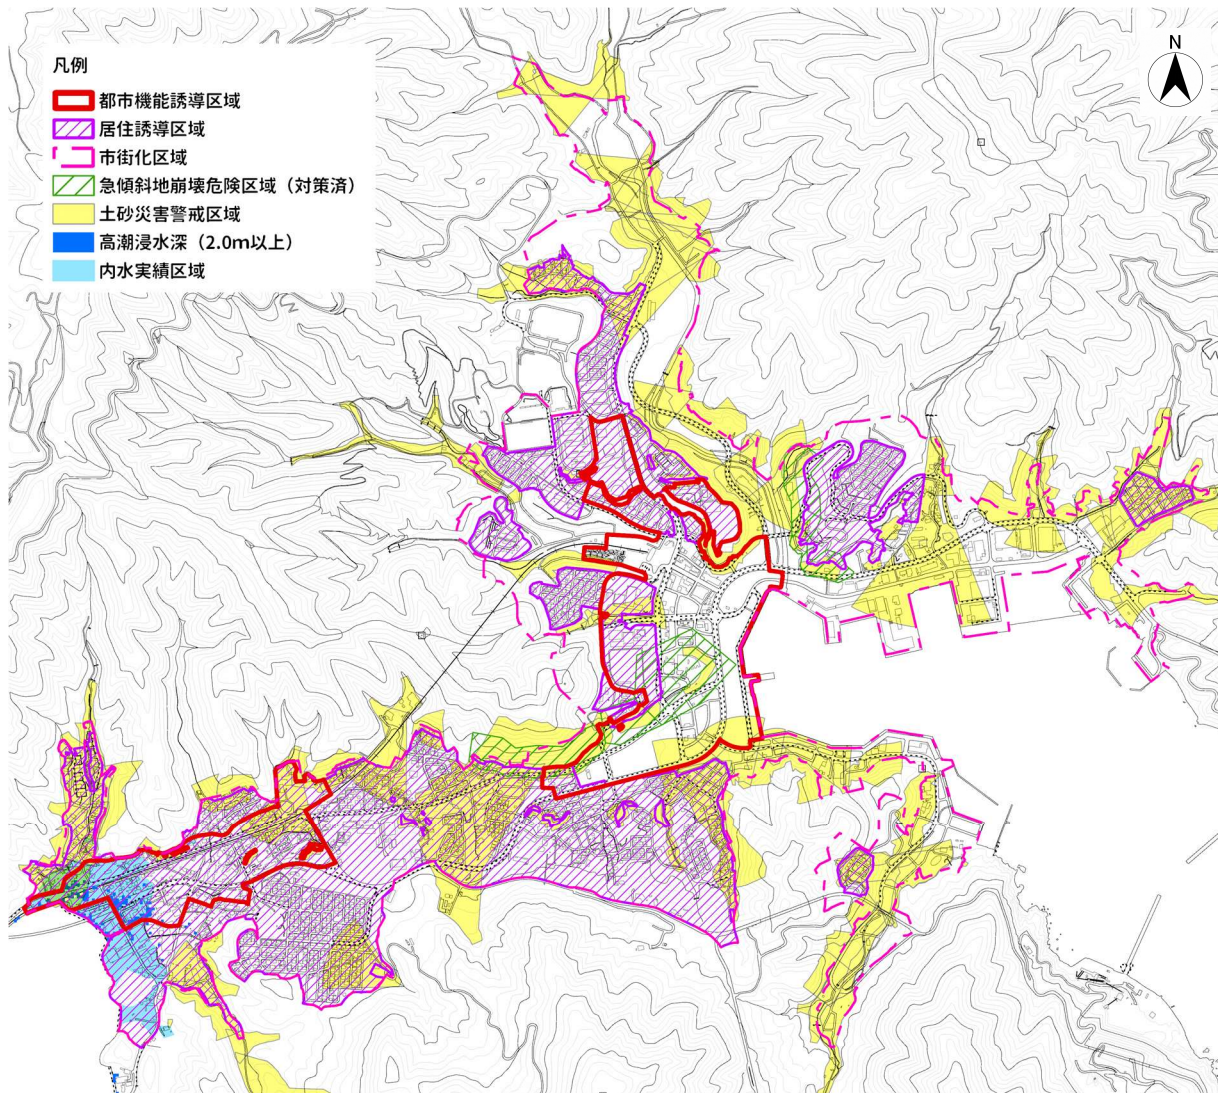 凡例
都市機能誘導区域
居住誘導区域
市街化区域
急傾斜地崩壊危険区域（対策済）
土砂災害警戒区域
高潮浸水深（2.0m以上）
内水実績区域
N